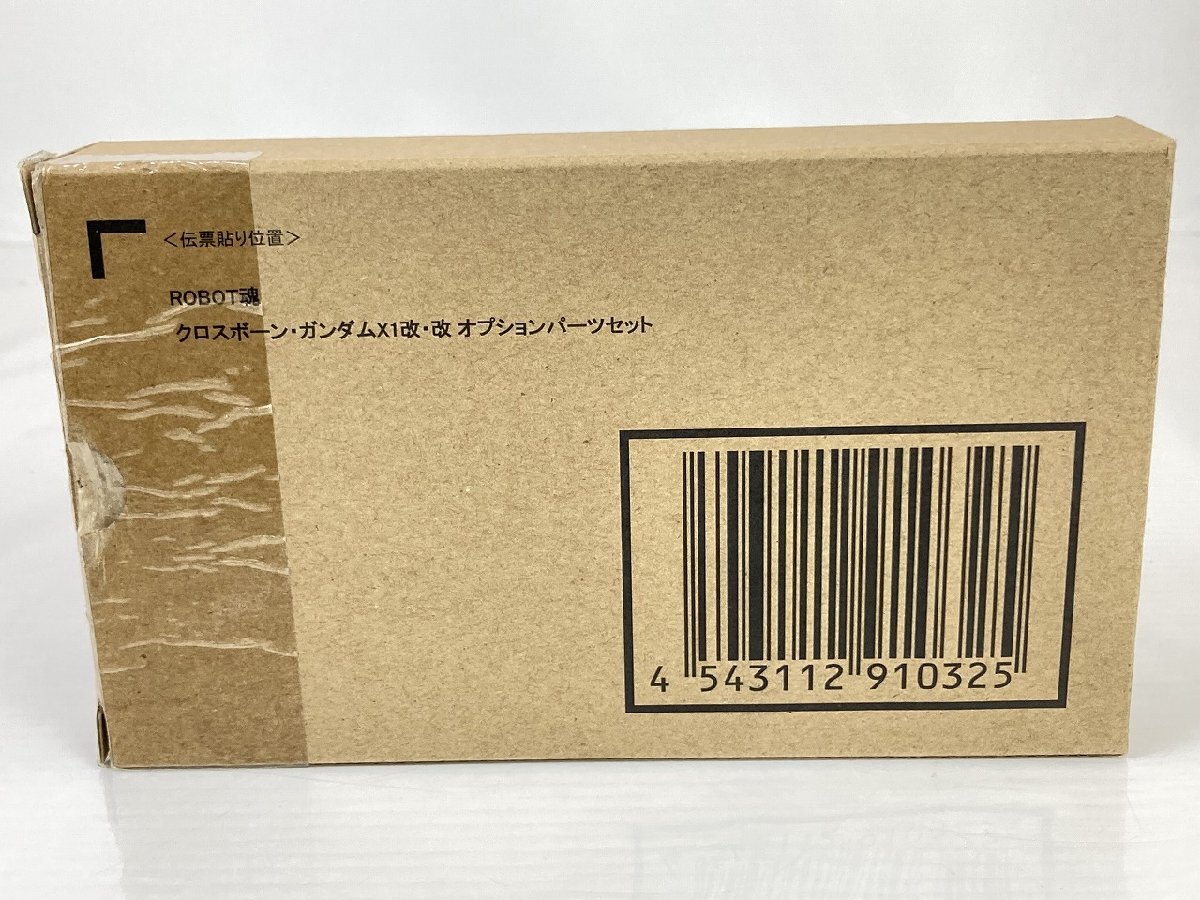 <伝票貼り位置>
ROBOT魂
クロスボーン・ガンダムX1改・改 オプションパーツセット
4 543112 910325